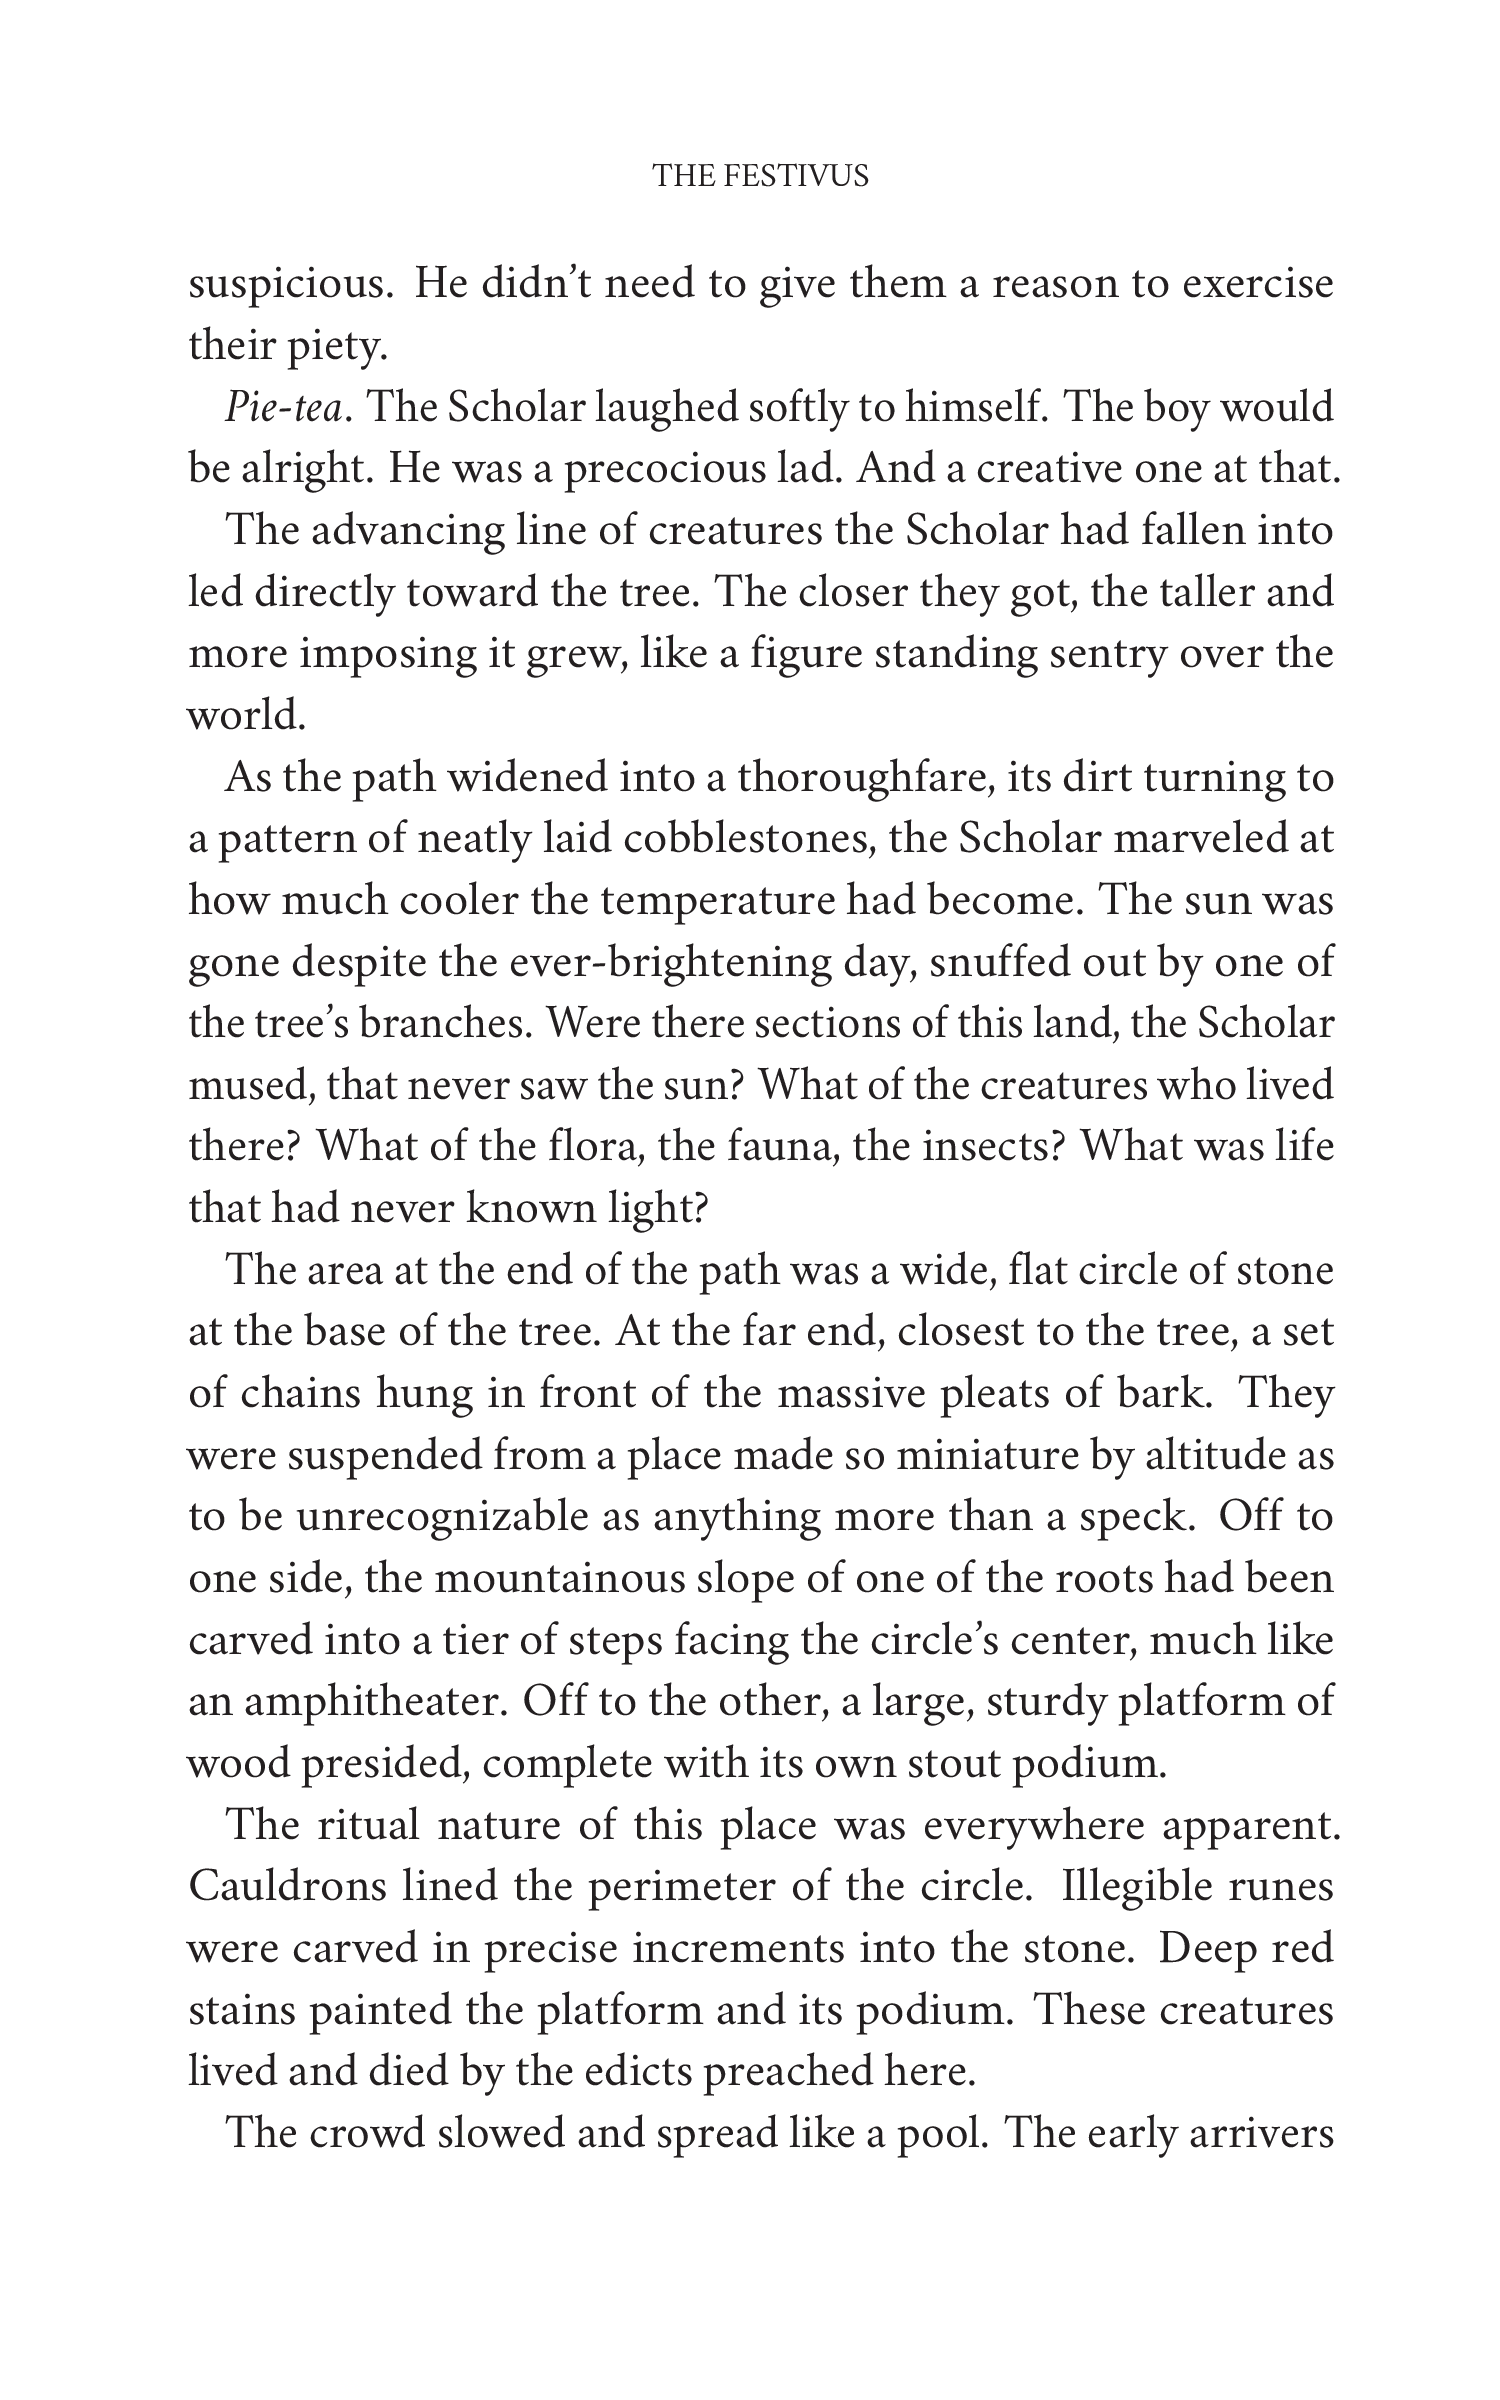 THE FESTIVUS
suspicious. He didn’t need to give them a reason to exercise
their piety.
Pie-tea. The Scholar laughed softly to himself. The boy would
be alright. He was a precocious lad. And a creative one at that.
The advancing line of creatures the Scholar had fallen into
led directly toward the tree. The closer they got, the taller and
more imposing it grew, like a figure standing sentry over the
world.
As the path widened into a thoroughfare, its dirt turning to
a pattern of neatly laid cobblestones, the Scholar marveled at
how much cooler the temperature had become. The sun was
gone despite the ever-brightening day, snuffed out by one of
the tree’s branches. Were there sections of this land, the Scholar
mused, that never saw the sun? What of the creatures who lived
there? What of the flora, the fauna, the insects? What was life
that had never known light?
The area at the end of the path was a wide, flat circle of stone
at the base of the tree. At the far end, closest to the tree, a set
of chains hung in front of the massive pleats of bark. They
were suspended from a place made so miniature by altitude as
to be unrecognizable as anything more than a speck. Off to
one side, the mountainous slope of one of the roots had been
carved into a tier of steps facing the circle’s center, much like
an amphitheater. Off to the other, a large, sturdy platform of
wood presided, complete with its own stout podium.
The ritual nature of this place was everywhere apparent.
Cauldrons lined the perimeter of the circle. Illegible runes
were carved in precise increments into the stone. Deep red
stains painted the platform and its podium. These creatures
lived and died by the edicts preached here.
The crowd slowed and spread like a pool. The early arrivers